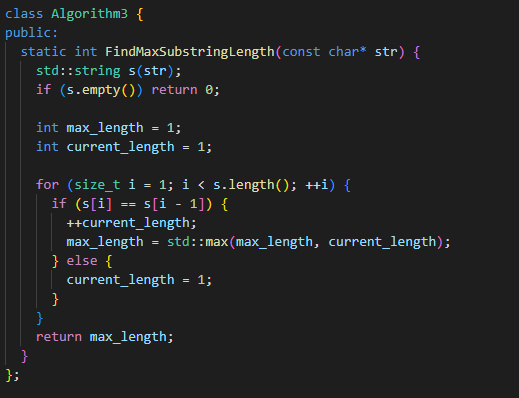 class Algorithm3 {
public:
  static int FindMaxSubstringLength(const char* str) {
    std::string s(str);
    if (s.empty()) return 0;

    int max_length = 1;
    int current_length = 1;

    for (size_t i = 1; i < s.length(); ++i) {
      if (s[i] == s[i - 1]) {
        ++current_length;
        max_length = std::max(max_length, current_length);
      } else {
        current_length = 1;
      }
    }
    return max_length;
  }
};